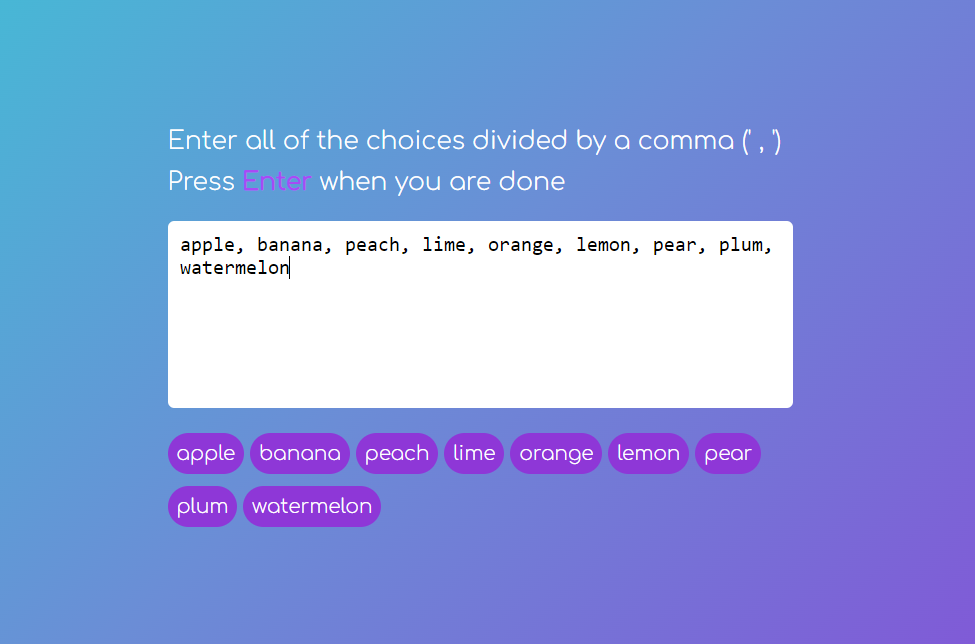 Enter all of the choices divided by a comma (' , ')
Press Enter when you are done
apple, banana, peach, lime, orange, lemon, pear, plum,
watermelon
apple banana peach lime orange lemon pear
plum watermelon